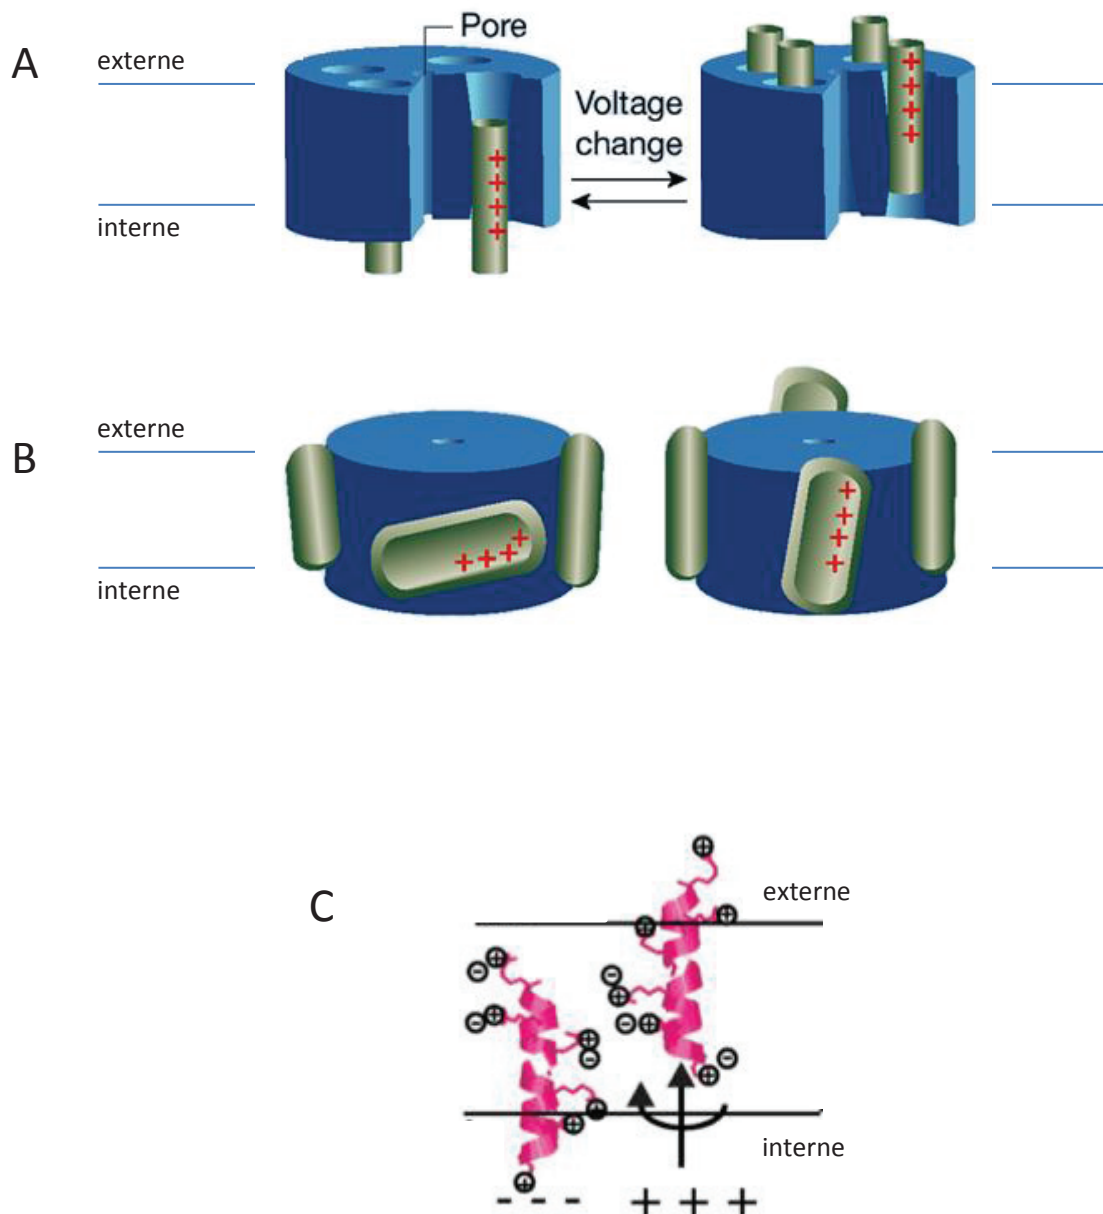 A
externe
Pore
Voltage
change
interne
+ + + +
+ + + +
B
externe
interne
+ + + +
+ + + +
C
externe
interne
- - - + + +